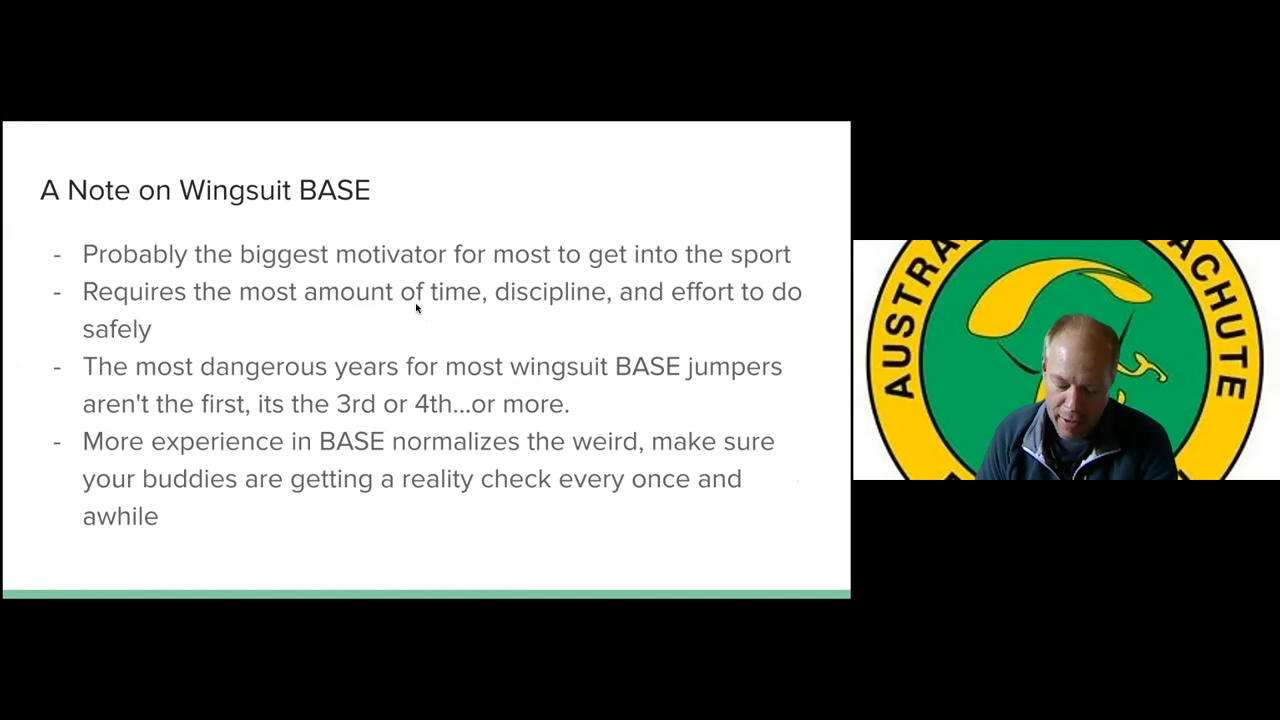 A Note on Wingsuit BASE
- Probably the biggest motivator for most to get into the sport
- Requires the most amount of time, discipline, and effort to do
safely
- The most dangerous years for most wingsuit BASE jumpers
aren't the first, its the 3rd or 4th...or more.
- More experience in BASE normalizes the weird, make sure
your buddies are getting a reality check every once and
awhile